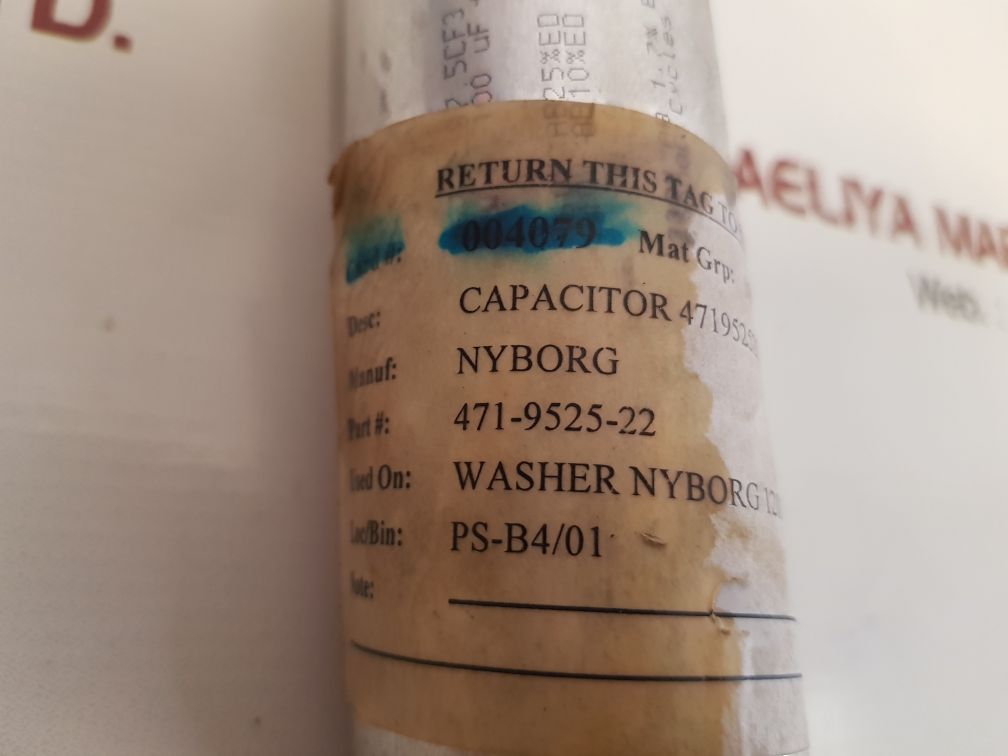 D.
RETURN THIS TAG TO
004079 Mat Grp:
Desc: CAPACITOR 471952
Manuf: NYBORG
Part #: 471-9525-22
Used On: WASHER NYBORG
Loc/Bin: PS-B4/01
Note:
AELIYA MA
Web.